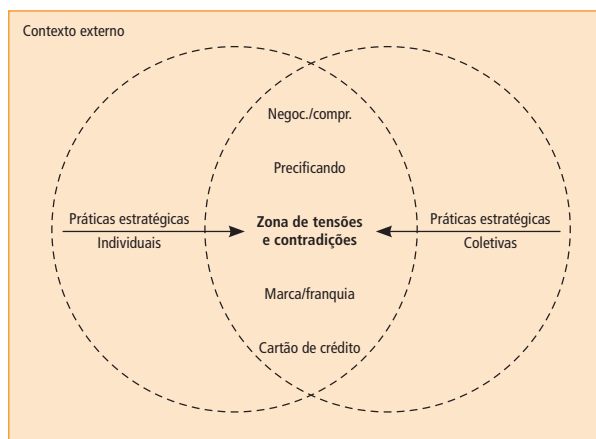 Contexto externo
Negoc./compr.
Precificando
Práticas estratégicas
Individuais
Zona de tensões
e contradições
Práticas estratégicas
Coletivas
Marca/franquia
Cartão de crédito